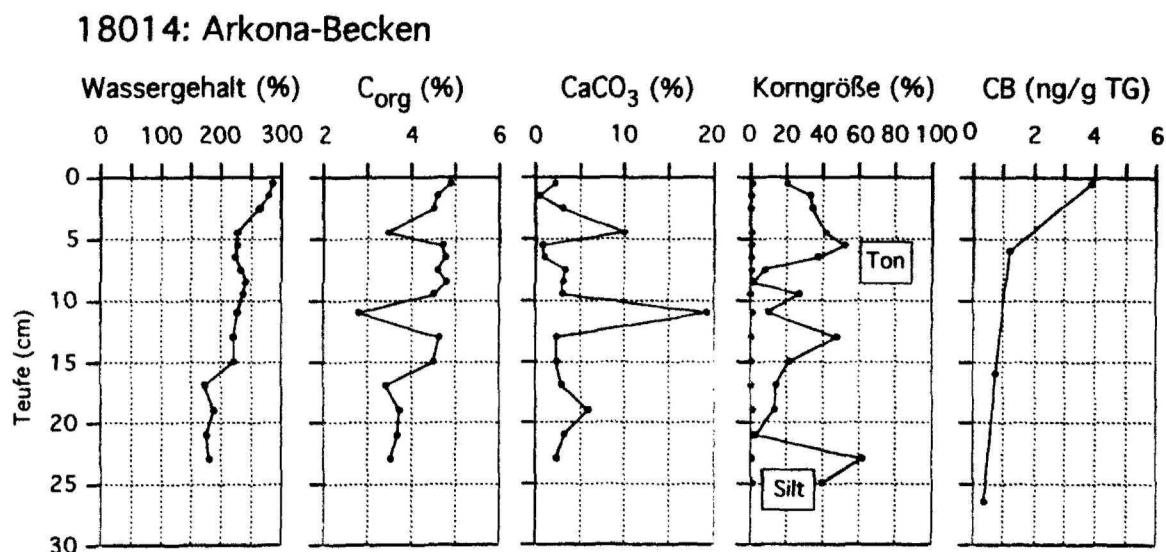 18014: Arkona-Becken
Wassergehalt (%) Corg (%) CaCO3 (%) Korngröße (%) CB (ng/g TG)
0 100 200 300 2 4 6 0 10 20 0 20 40 60 80 100 0 2 4 6
0
5
Ton
10
Teufe (cm)
15
20
25
Silt
30